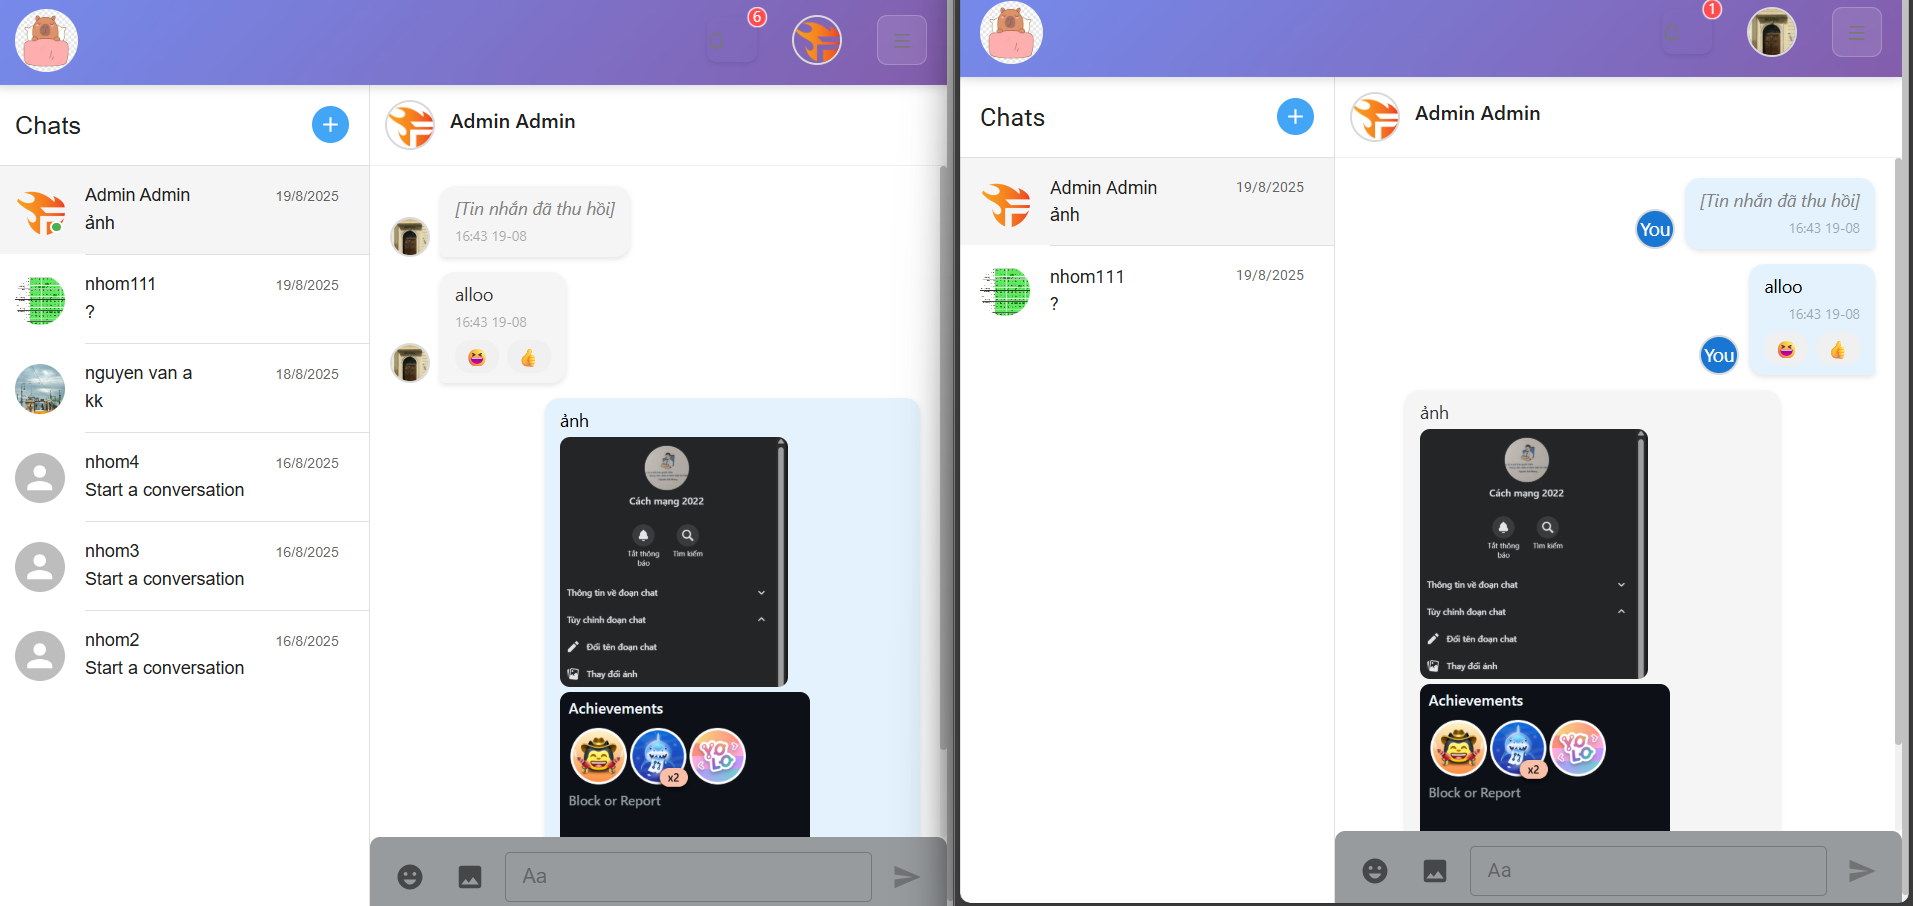 6
Chats
Admin Admin
19/8/2025
ảnh
nhom111
19/8/2025
?
nguyen van a
18/8/2025
kk
nhom4
16/8/2025
Start a conversation
nhom3
16/8/2025
Start a conversation
nhom2
16/8/2025
Start a conversation
Admin Admin
[Tin nhắn đã thu hồi]
16:43 19-08
alloo
16:43 19-08
ảnh
Cách mạng 2022
Tắt thông
báo
Tìm kiếm
Thông tin về đoạn chat
Tùy chỉnh đoạn chat
Đổi tên đoạn chat
Thay đổi ảnh
Achievements
YOLO
x2
Block or Report
Aa
1
Chats
Admin Admin
19/8/2025
ảnh
nhom111
19/8/2025
?
Admin Admin
[Tin nhắn đã thu hồi]
16:43 19-08
You
alloo
16:43 19-08
You
ảnh
Cách mạng 2022
Tắt thông
báo
Tìm kiếm
Thông tin về đoạn chat
Tùy chỉnh đoạn chat
Đổi tên đoạn chat
Thay đổi ảnh
Achievements
YOLO
x2
Block or Report
Aa